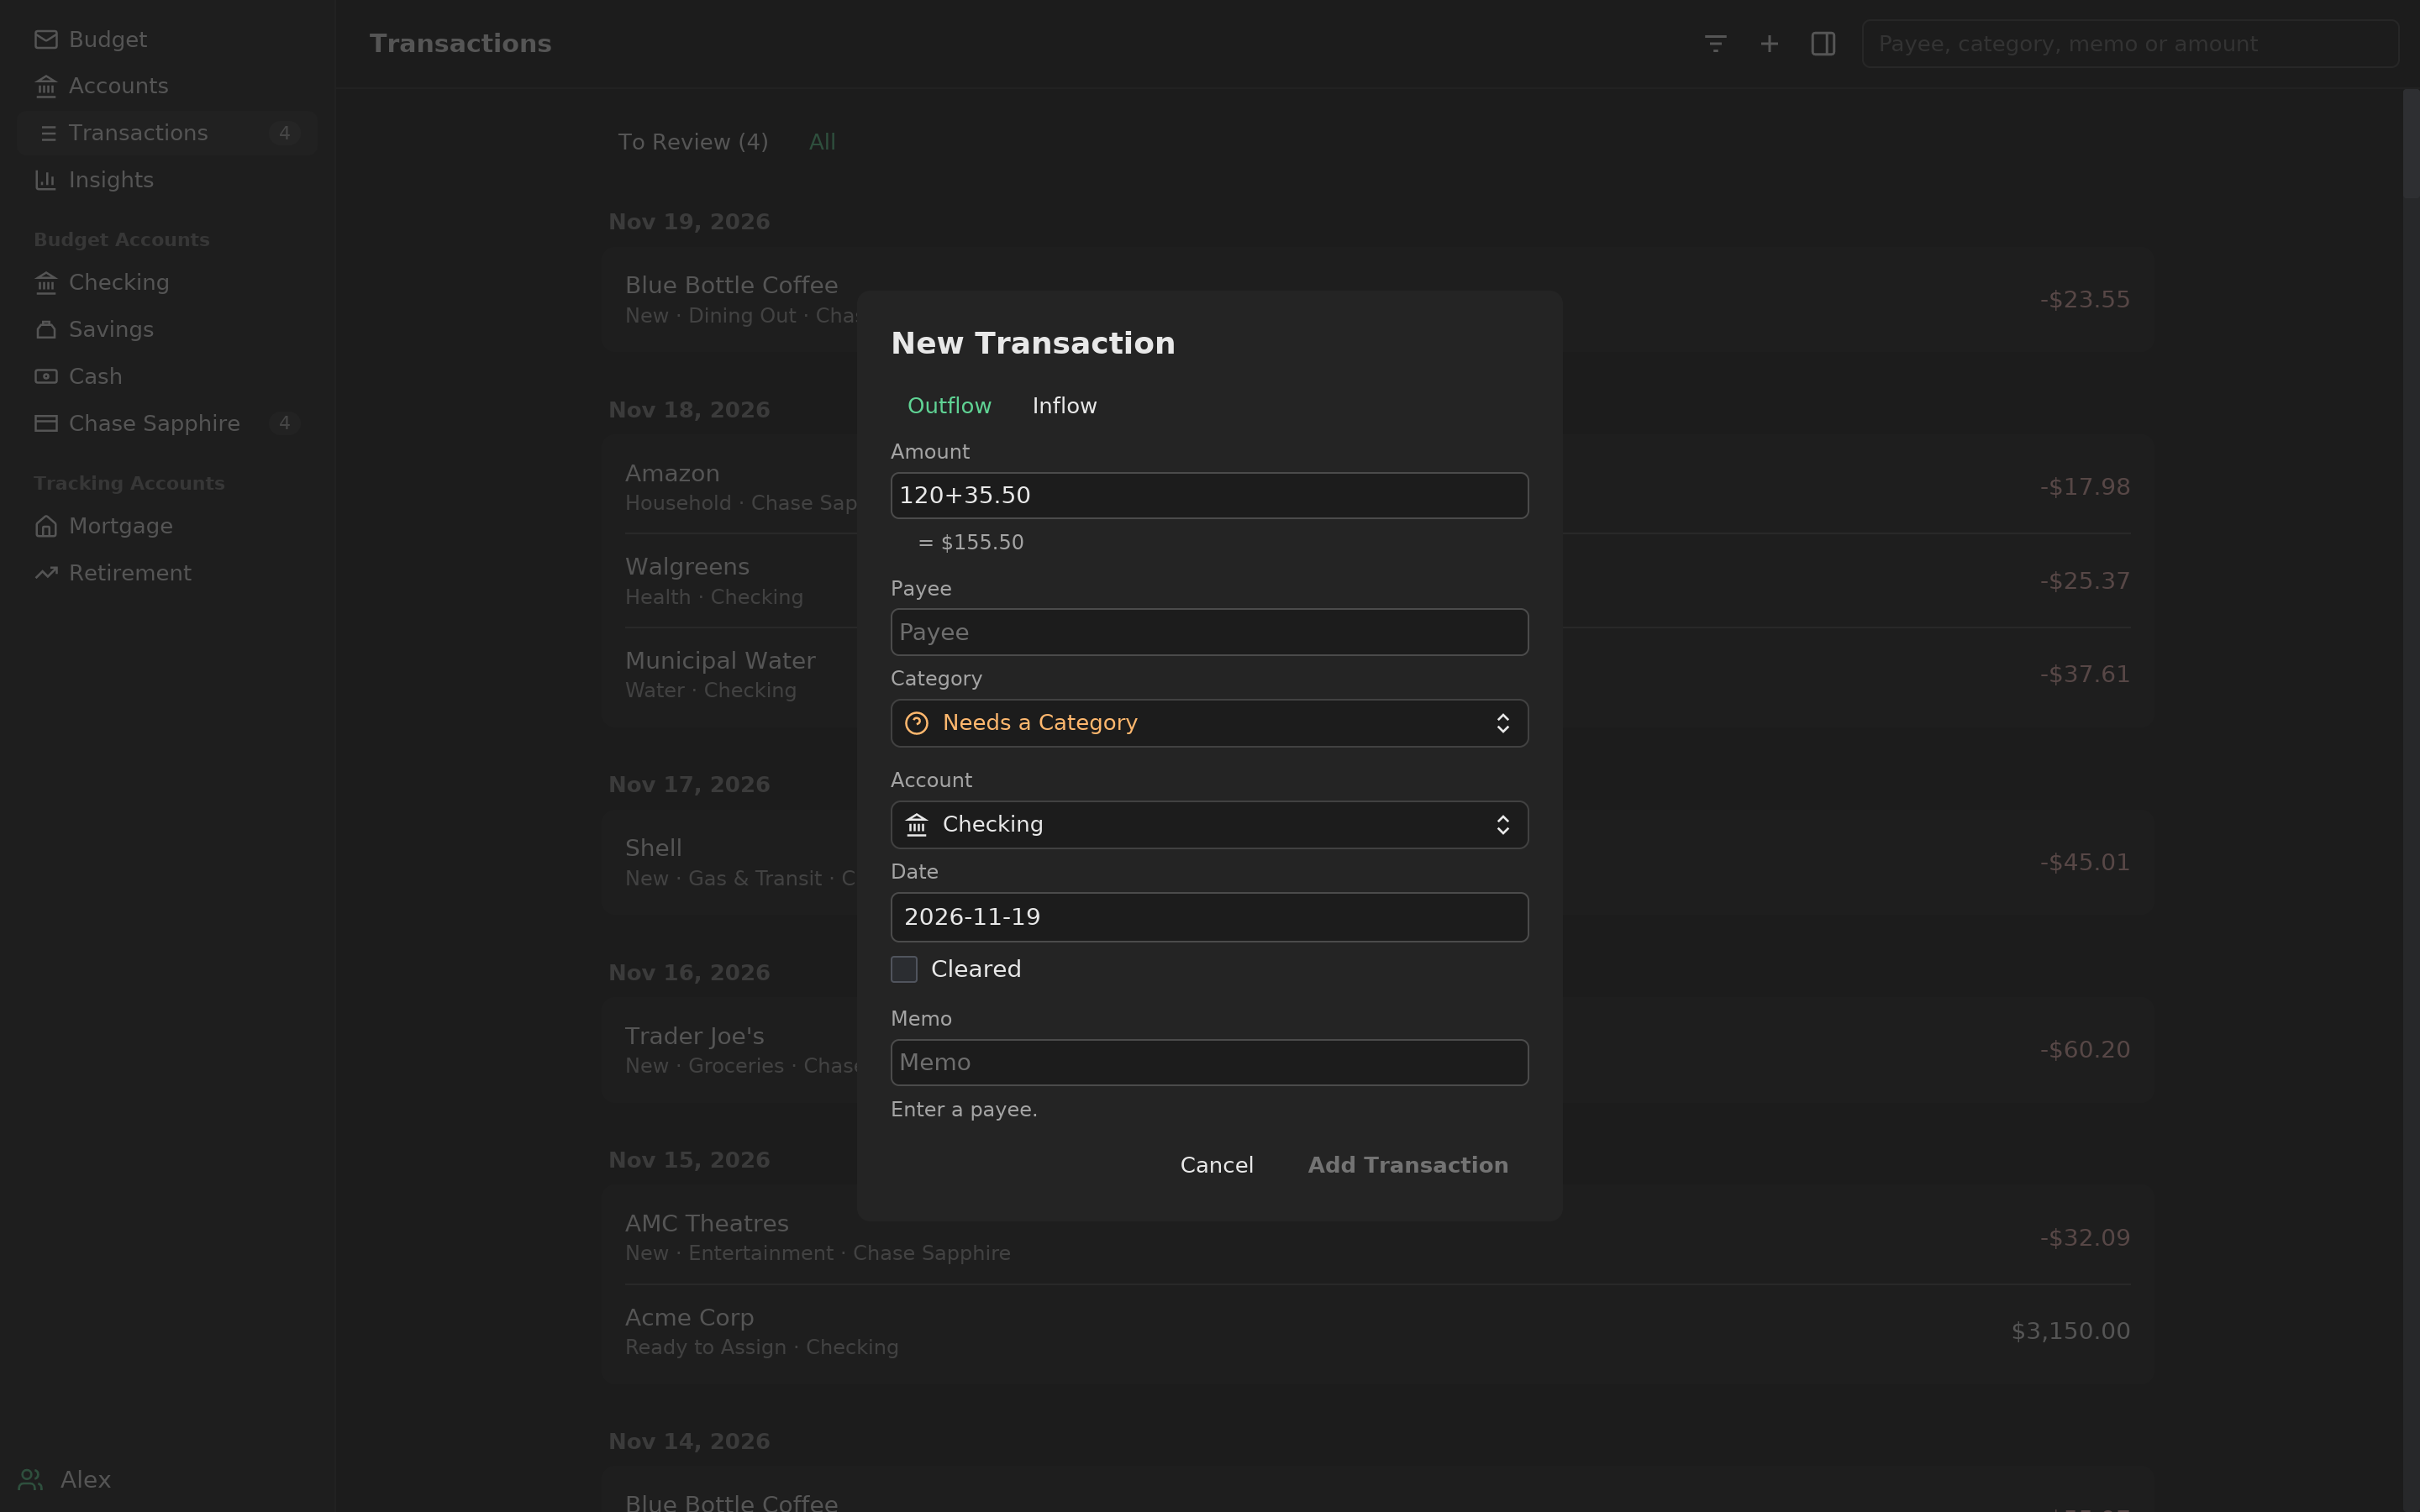 Budget
Accounts
Transactions 4
Insights
Budget Accounts
Checking
Savings
Cash
Chase Sapphire 4
Tracking Accounts
Mortgage
Retirement
Alex
Transactions
Payee, category, memo or amount
To Review (4) All
Nov 19, 2026
Blue Bottle Coffee -$23.55
New · Dining Out · Chas
Nov 18, 2026
Amazon -$17.98
Household · Chase Sap
Walgreens -$25.37
Health · Checking
Municipal Water -$37.61
Water · Checking
Nov 17, 2026
Shell -$45.01
New · Gas & Transit · C
Nov 16, 2026
Trader Joe's -$60.20
New · Groceries · Chase
Nov 15, 2026
AMC Theatres -$32.09
New · Entertainment · Chase Sapphire
Acme Corp $3,150.00
Ready to Assign · Checking
Nov 14, 2026
Blue Bottle Coffee
New Transaction
Outflow Inflow
Amount
120+35.50
= $155.50
Payee
Payee
Category
Needs a Category
Account
Checking
Date
2026-11-19
Cleared
Memo
Memo
Enter a payee.
Cancel Add Transaction